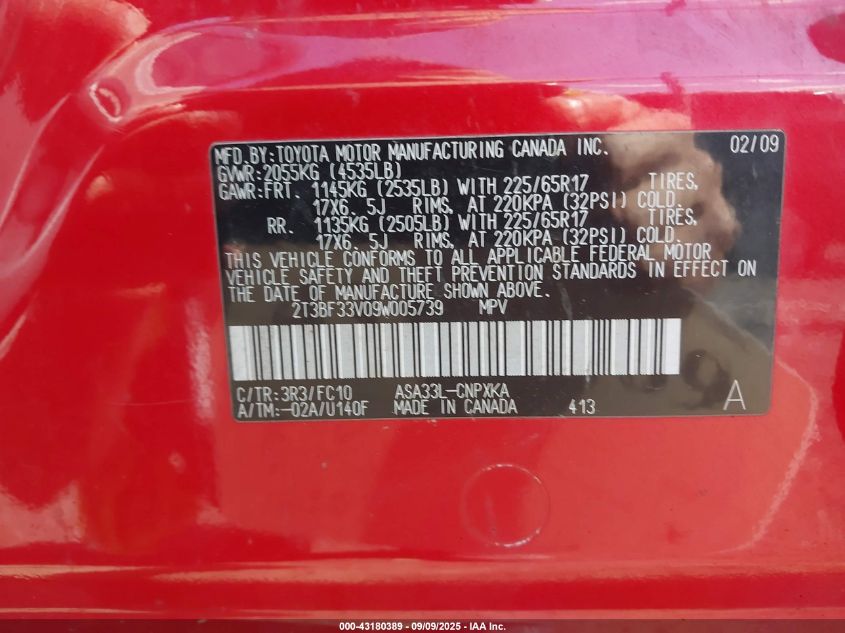 MFD.BY:TOYOTA MOTOR MANUFACTURING CANADA INC. 02/09
GVWR:2055KG (4535LB)
GAWR:FRT. 1145KG (2535LB) WITH 225/65R17 TIRES,
17X6.5J RIMS, AT 220KPA (32PSI) COLD.
RR. 1135KG (2505LB) WITH 225/65R17 TIRES,
17X6.5J RIMS, AT 220KPA (32PSI) COLD.
THIS VEHICLE CONFORMS TO ALL APPLICABLE FEDERAL MOTOR
VEHICLE SAFETY AND THEFT PREVENTION STANDARDS IN EFFECT ON
THE DATE OF MANUFACTURE SHOWN ABOVE.
2T3BF33V09W005739 MPV
C/TR:3R3/FC10 ASA33L-CNPXKA
A/TM:-02A/U140F MADE IN CANADA 413 A
000-43180389 - 09/09/2025 - IAA Inc.